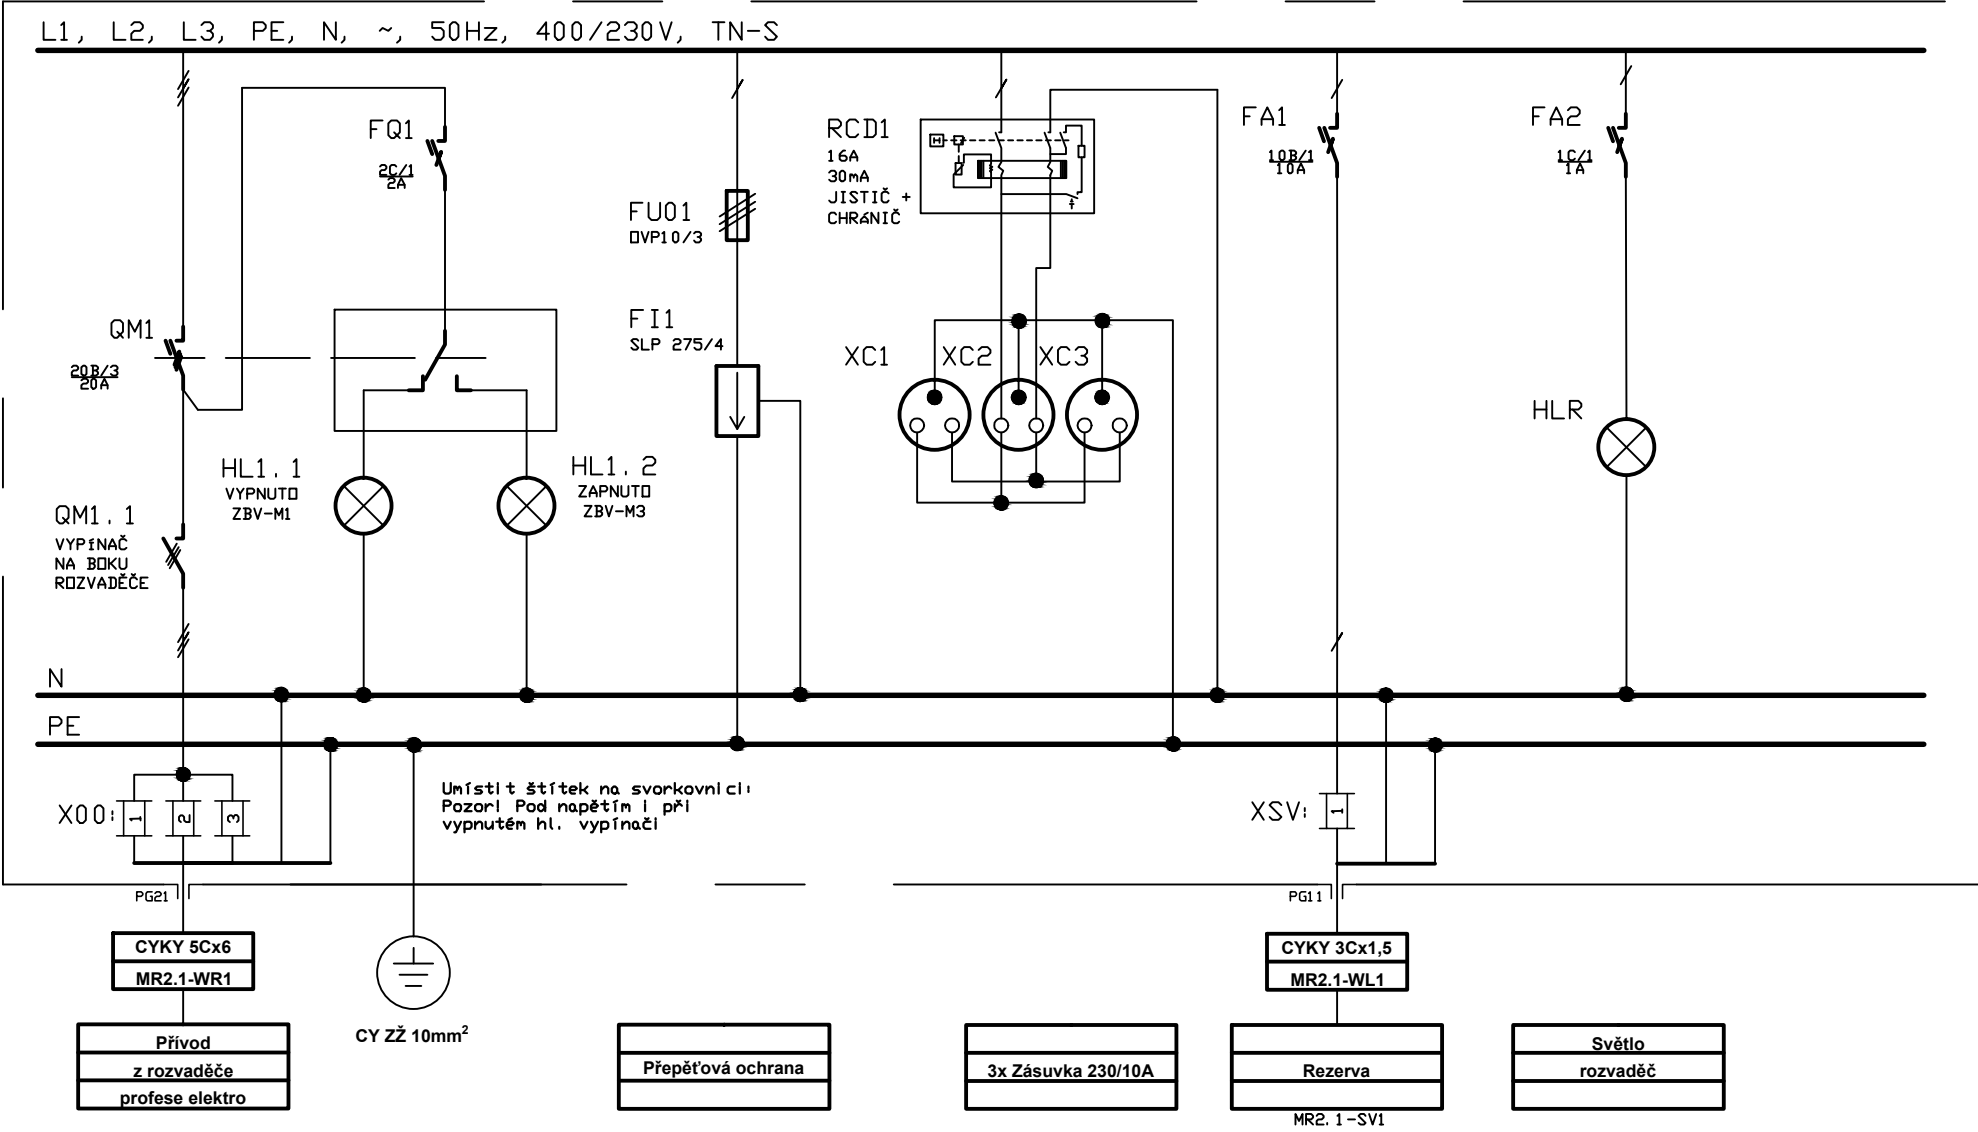 L1, L2, L3, PE, N, ~, 50Hz, 400/230V, TN-S
FQ1
2C/1
2A
QM1
20B/3
20A
HL1.1
VYPNUTO
ZBV-M1
HL1.2
ZAPNUTO
ZBV-M3
QM1.1
VYPíNAČ
NA BOKU
ROZVADĚČE
FU01
OVP10/3
FI1
SLP 275/4
RCD1
16A
30mA
JISTIČ +
CHRáNIČ
H
XC1
XC2
XC3
FA1
10B/1
10A
FA2
1C/1
1A
HLR
N
PE
X00:
1
2
3
Umístit štítek na svorkovnici:
Pozor! Pod napětím i při
vypnutém hl. vypínači
XSV:
1
PG21
PG11
CYKY 5Cx6
MR2.1-WR1
CY ZŽ 10mm²
CYKY 3Cx1,5
MR2.1-WL1
Přívod
z rozvaděče
profese elektro
Přepěťová ochrana
3x Zásuvka 230/10A
Rezerva
MR2.1-SV1
Světlo
rozvaděč